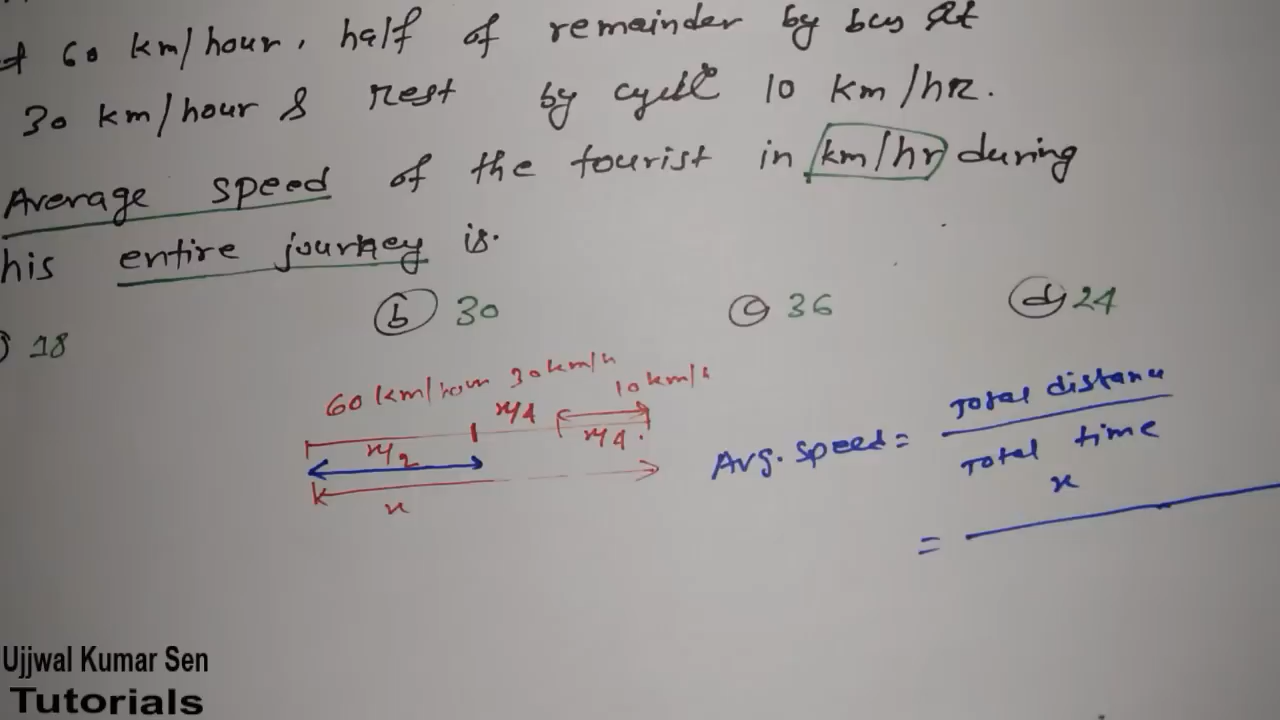 at 60 km/hour, half of remainder by bus at
30 km/hour & rest by cycle 10 km/hr.
Average speed of the tourist in km/hr during
his entire journey is.
) 18 (b) 30 (c) 36 (d) 24
60 km/hour 30 km/h 10 km/h
x/2 x/4 x/4.
x
Avg. speed = Total distance
Total time
= x
Ujjwal Kumar Sen
Tutorials